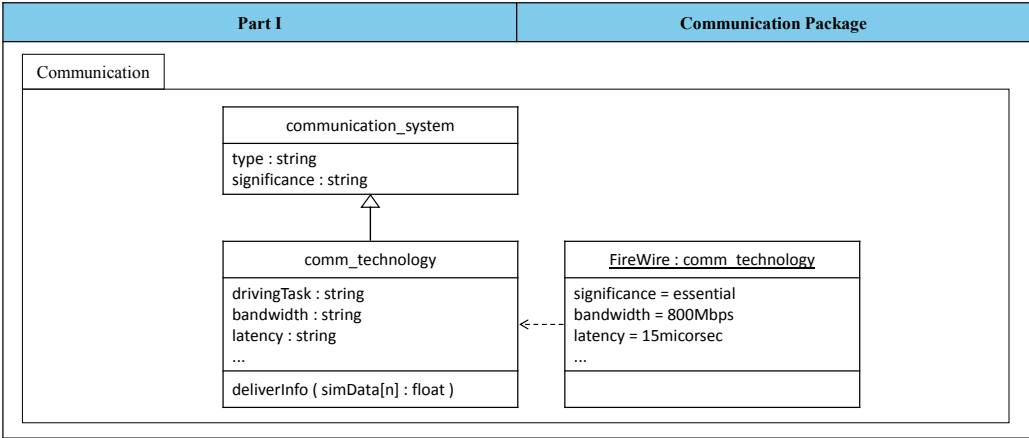 Part I
Communication Package
Communication
communication_system
type : string
significance : string
comm_technology
drivingTask : string
bandwidth : string
latency : string
...
deliverInfo ( simData[n] : float )
FireWire : comm_technology
significance = essential
bandwidth = 800Mbps
latency = 15micorsec
...